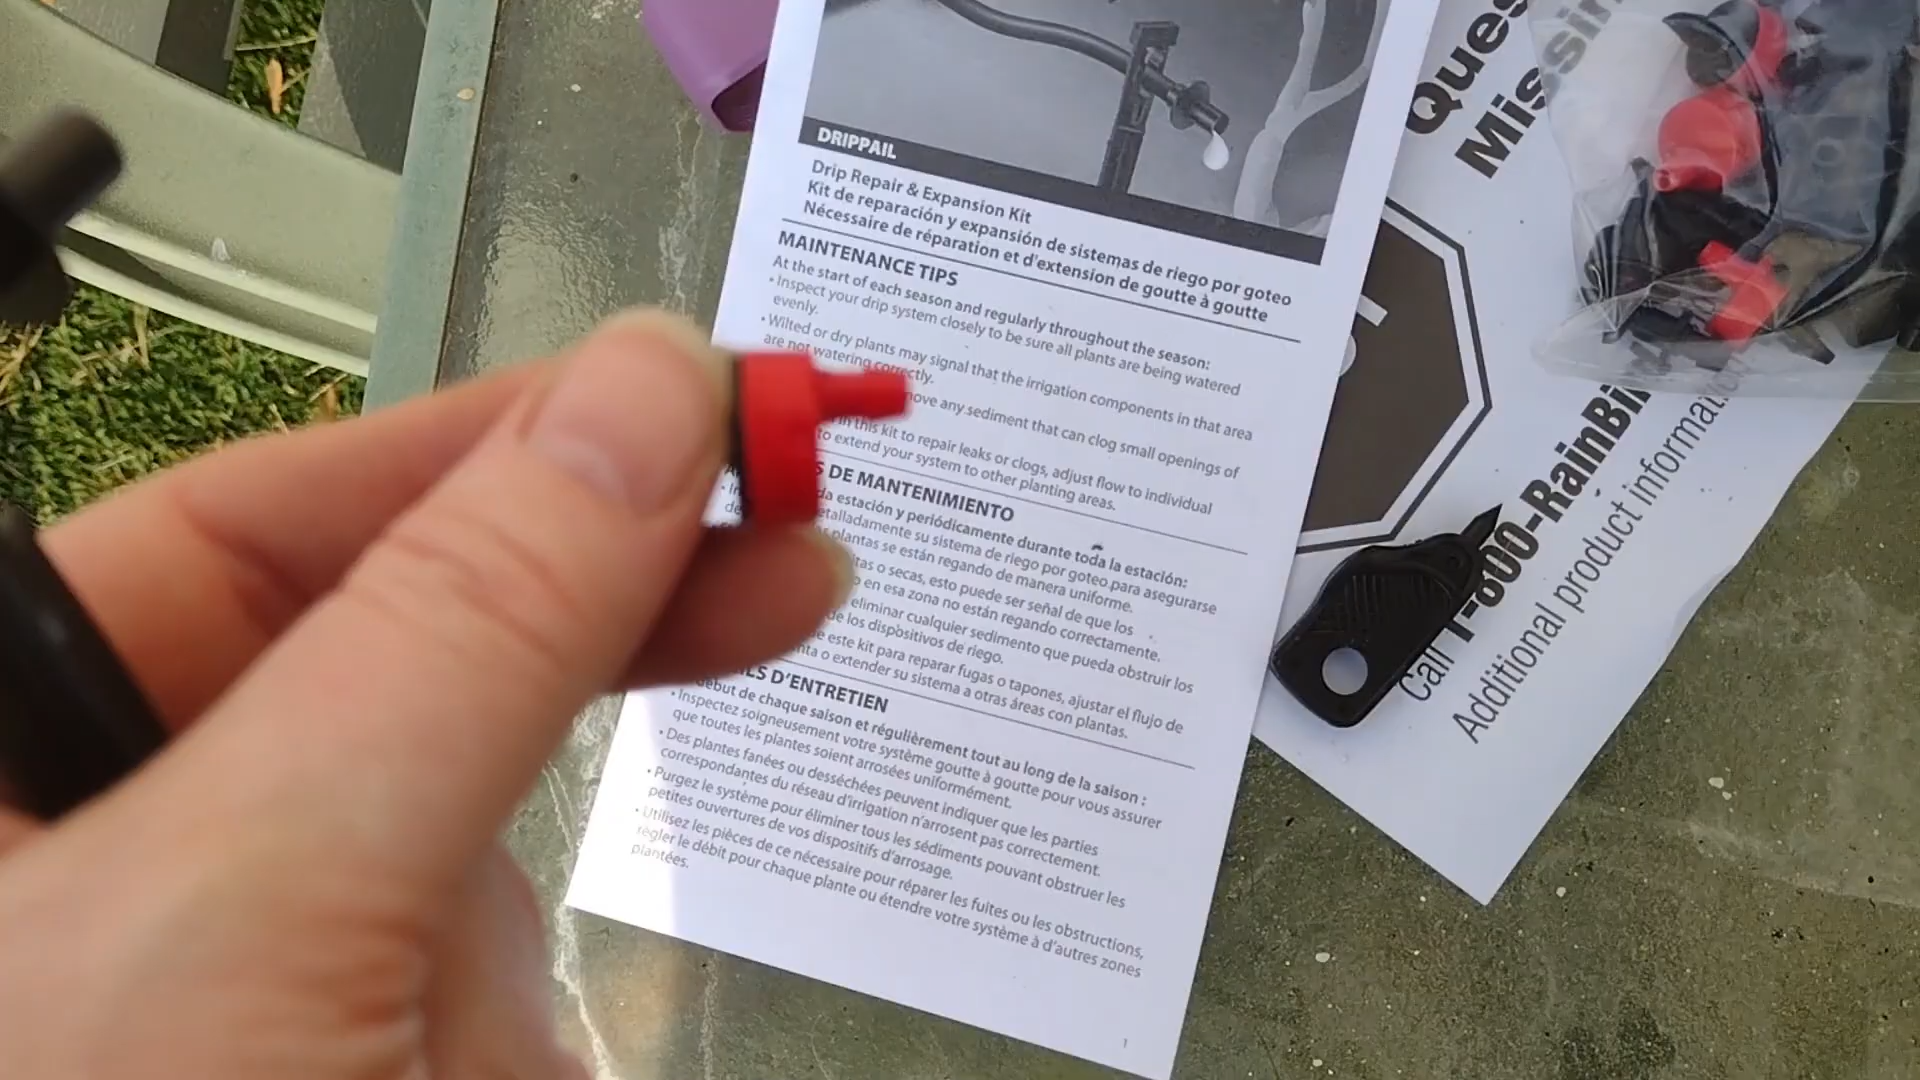 DRIPPAIL
Drip Repair & Expansion Kit
Kit de reparación y expansión de sistemas de riego por goteo
Nécessaire de réparation et d'extension de goutte à goutte
MAINTENANCE TIPS
At the start of each season and regularly throughout the season:
• Inspect your drip system closely to be sure all plants are being watered
evenly.
• Wilted or dry plants may signal that the irrigation components in that area
are not watering correctly.
move any sediment that can clog small openings of
in this kit to repair leaks or clogs, adjust flow to individual
to extend your system to other planting areas.
DE MANTENIMIENTO
estación y periódicamente durante toda la estación:
detalladamente su sistema de riego por goteo para asegurarse
plantas se están regando de manera uniforme.
o secas, esto puede ser señal de que los
en esa zona no están regando correctamente.
eliminar cualquier sedimento que pueda obstruir los
de los dispositivos de riego.
este kit para reparar fugas o tapones, ajustar el flujo de
o extender su sistema a otras áreas con plantas.
D'ENTRETIEN
début de chaque saison et régulièrement tout au long de la saison :
• Inspectez soigneusement votre système goutte à goutte pour vous assurer
que toutes les plantes soient arrosées uniformément.
• Des plantes fanées ou desséchées peuvent indiquer que les parties
correspondantes du réseau d'irrigation n'arrosent pas correctement.
• Purgez le système pour éliminer tous les sédiments pouvant obstruer les
petites ouvertures de vos dispositifs d'arrosage.
• Utilisez les pièces de ce nécessaire pour réparer les fuites ou les obstructions,
régler le débit pour chaque plante ou étendre votre système à d'autres zones
plantées.
1
Ques
Missin
Call 1-800-RainBi
Additional product informat